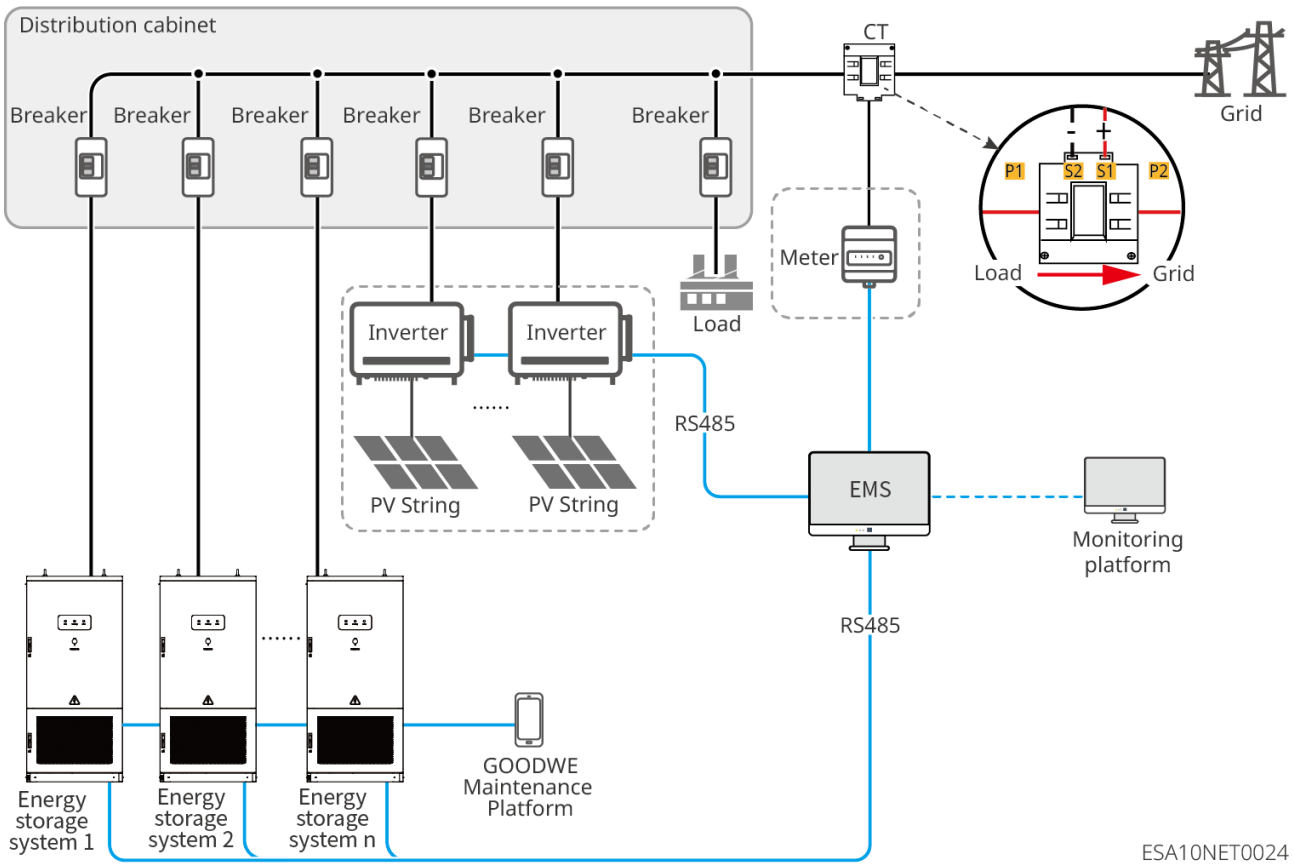 Distribution cabinet
CT
Grid
Breaker
Breaker
Breaker
Breaker
Breaker
Breaker
-
+
P1
S2
S1
P2
Load
Grid
Meter
Load
Inverter
Inverter
......
PV String
PV String
RS485
EMS
Monitoring
platform
RS485
......
GOODWE
Maintenance
Platform
Energy
storage
system 1
Energy
storage
system 2
Energy
storage
system n
ESA10NET0024